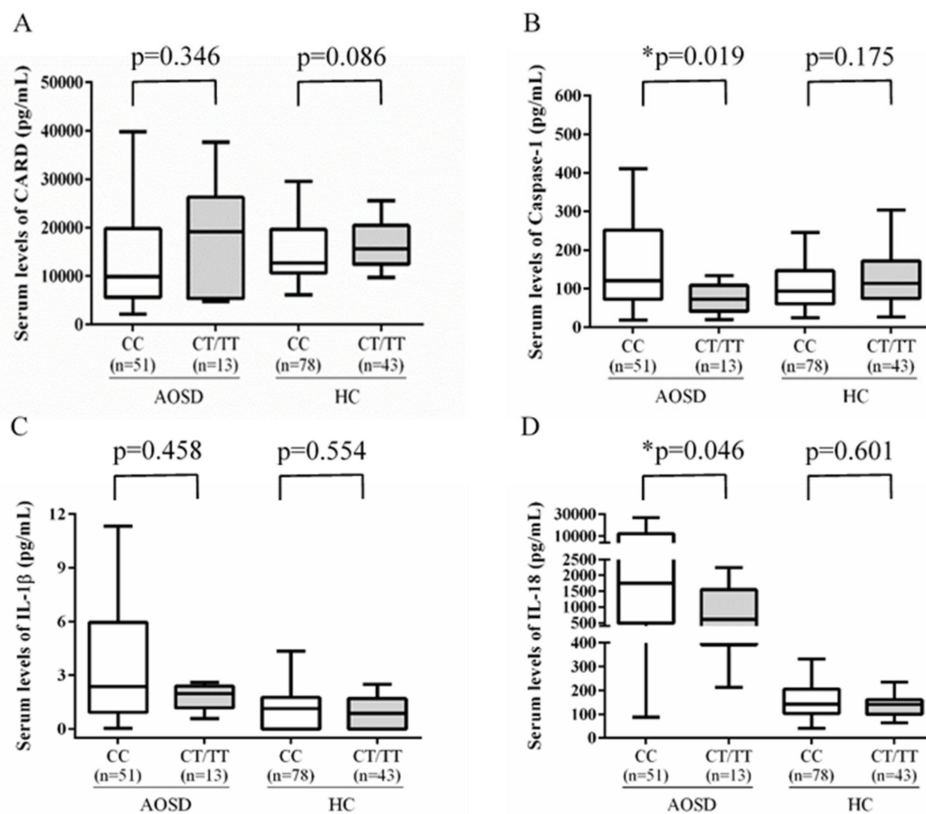 A
p=0.346 p=0.086
Serum levels of CARD (pg/mL)
50000
40000
30000
20000
10000
0
CC CT/TT CC CT/TT
(n=51) (n=13) (n=78) (n=43)
AOSD HC
B
*p=0.019 p=0.175
Serum levels of Caspase-1 (pg/mL)
600
500
400
300
200
100
0
CC CT/TT CC CT/TT
(n=51) (n=13) (n=78) (n=43)
AOSD HC
C
p=0.458 p=0.554
Serum levels of IL-1β (pg/mL)
12
9
6
3
0
CC CT/TT CC CT/TT
(n=51) (n=13) (n=78) (n=43)
AOSD HC
D
*p=0.046 p=0.601
Serum levels of IL-18 (pg/mL)
30000
10000
2500
2000
1500
1000
500
400
300
200
100
0
CC CT/TT CC CT/TT
(n=51) (n=13) (n=78) (n=43)
AOSD HC